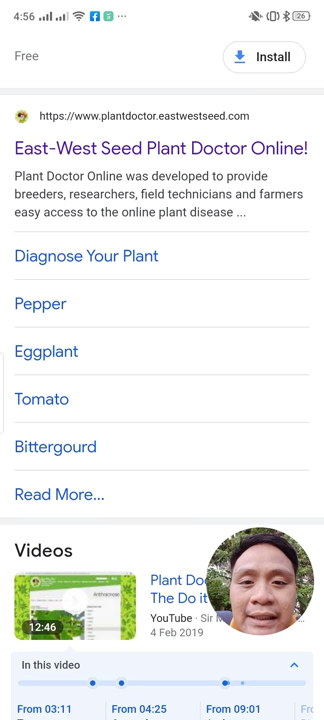 4:56
26
Free
Install
https://www.plantdoctor.eastwestseed.com
East-West Seed Plant Doctor Online!
Plant Doctor Online was developed to provide
breeders, researchers, field technicians and farmers
easy access to the online plant disease ...
Diagnose Your Plant
Pepper
Eggplant
Tomato
Bittergourd
Read More...
Videos
Plant
The Do it
YouTube · Sir
4 Feb 2019
Anthracnose
12:46
In this video
From 03:11
From 04:25
From 09:01